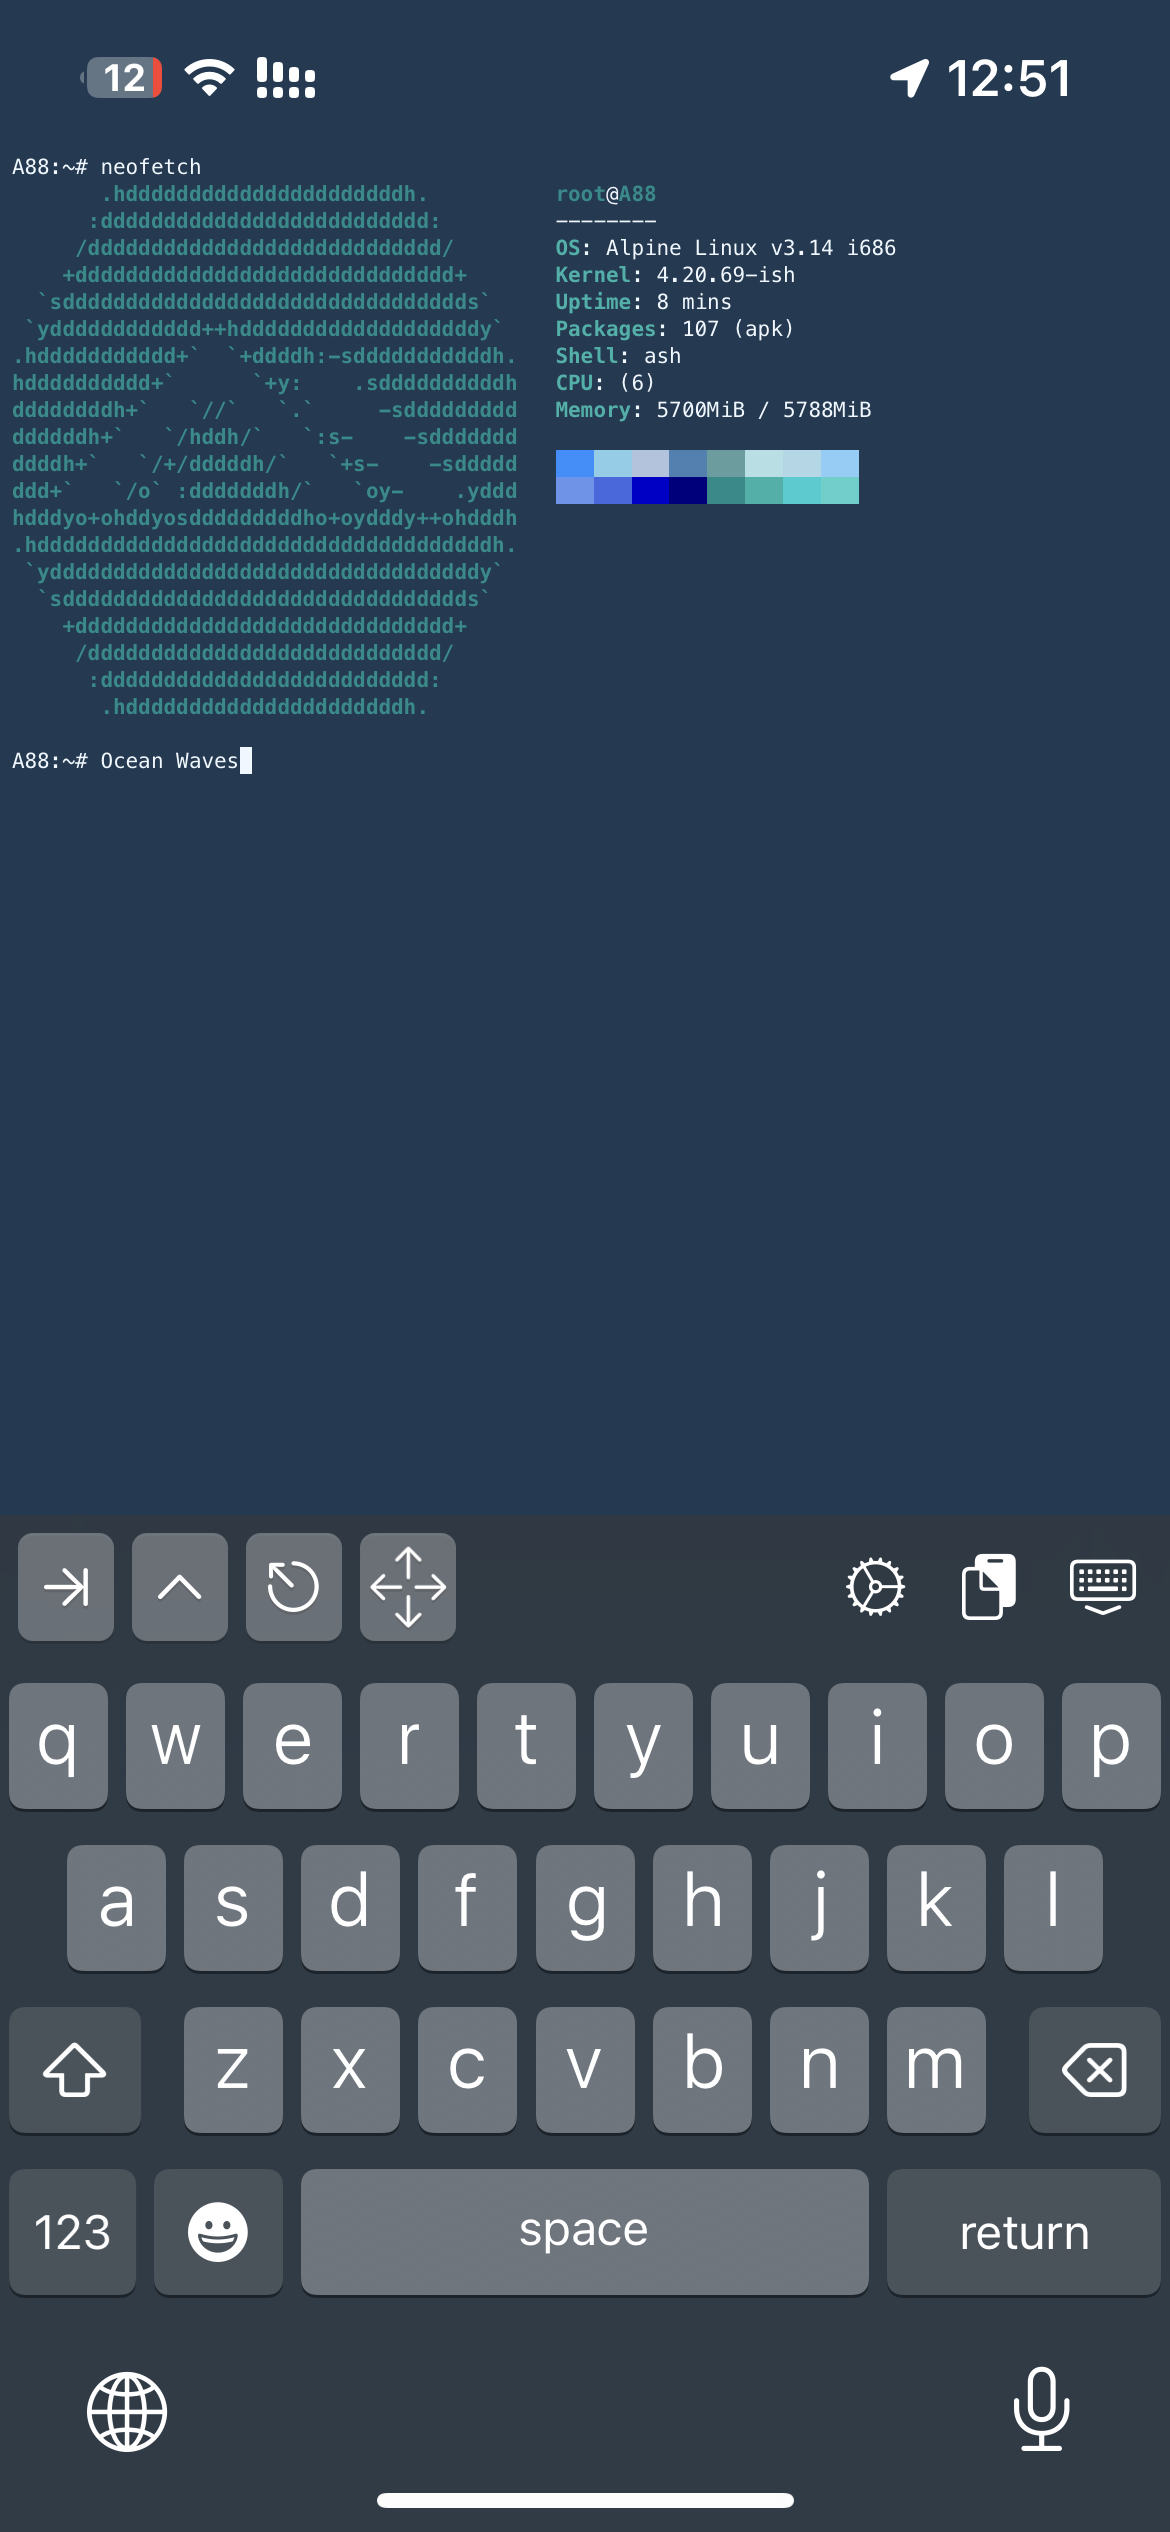 12
12:51
A88:~# neofetch
.hddddddddddddddddddddddh.
:dddddddddddddddddddddddddd:
/dddddddddddddddddddddddddddd/
+dddddddddddddddddddddddddddddd+
`sdddddddddddddddddddddddddddddddds`
`ydddddddddddd++hdddddddddddddddddddy`
.hddddddddddd+`  `+ddddh:-sdddddddddddh.
hdddddddddd+`      `+y:    .sddddddddddh
ddddddddh+`   `//`   `.`     -sddddddddd
ddddddh+`   `/hddh/`   `:s-    -sddddddd
ddddh+`   `/+/dddddh/`   `+s-    -sddddd
ddd+`   `/o` :dddddddh/`   `oy-    .yddd
hdddyo+ohddyosdddddddddho+oydddy++ohdddh
.hddddddddddddddddddddddddddddddddddddh.
`yddddddddddddddddddddddddddddddddddy`
`sdddddddddddddddddddddddddddddddds`
+dddddddddddddddddddddddddddddd+
/dddddddddddddddddddddddddddd/
:dddddddddddddddddddddddddd:
.hddddddddddddddddddddddh.
root@A88
--------
OS: Alpine Linux v3.14 i686
Kernel: 4.20.69-ish
Uptime: 8 mins
Packages: 107 (apk)
Shell: ash
CPU: (6)
Memory: 5700MiB / 5788MiB
A88:~# Ocean Waves
q w e r t y u i o p
a s d f g h j k l
z x c v b n m
123 space return